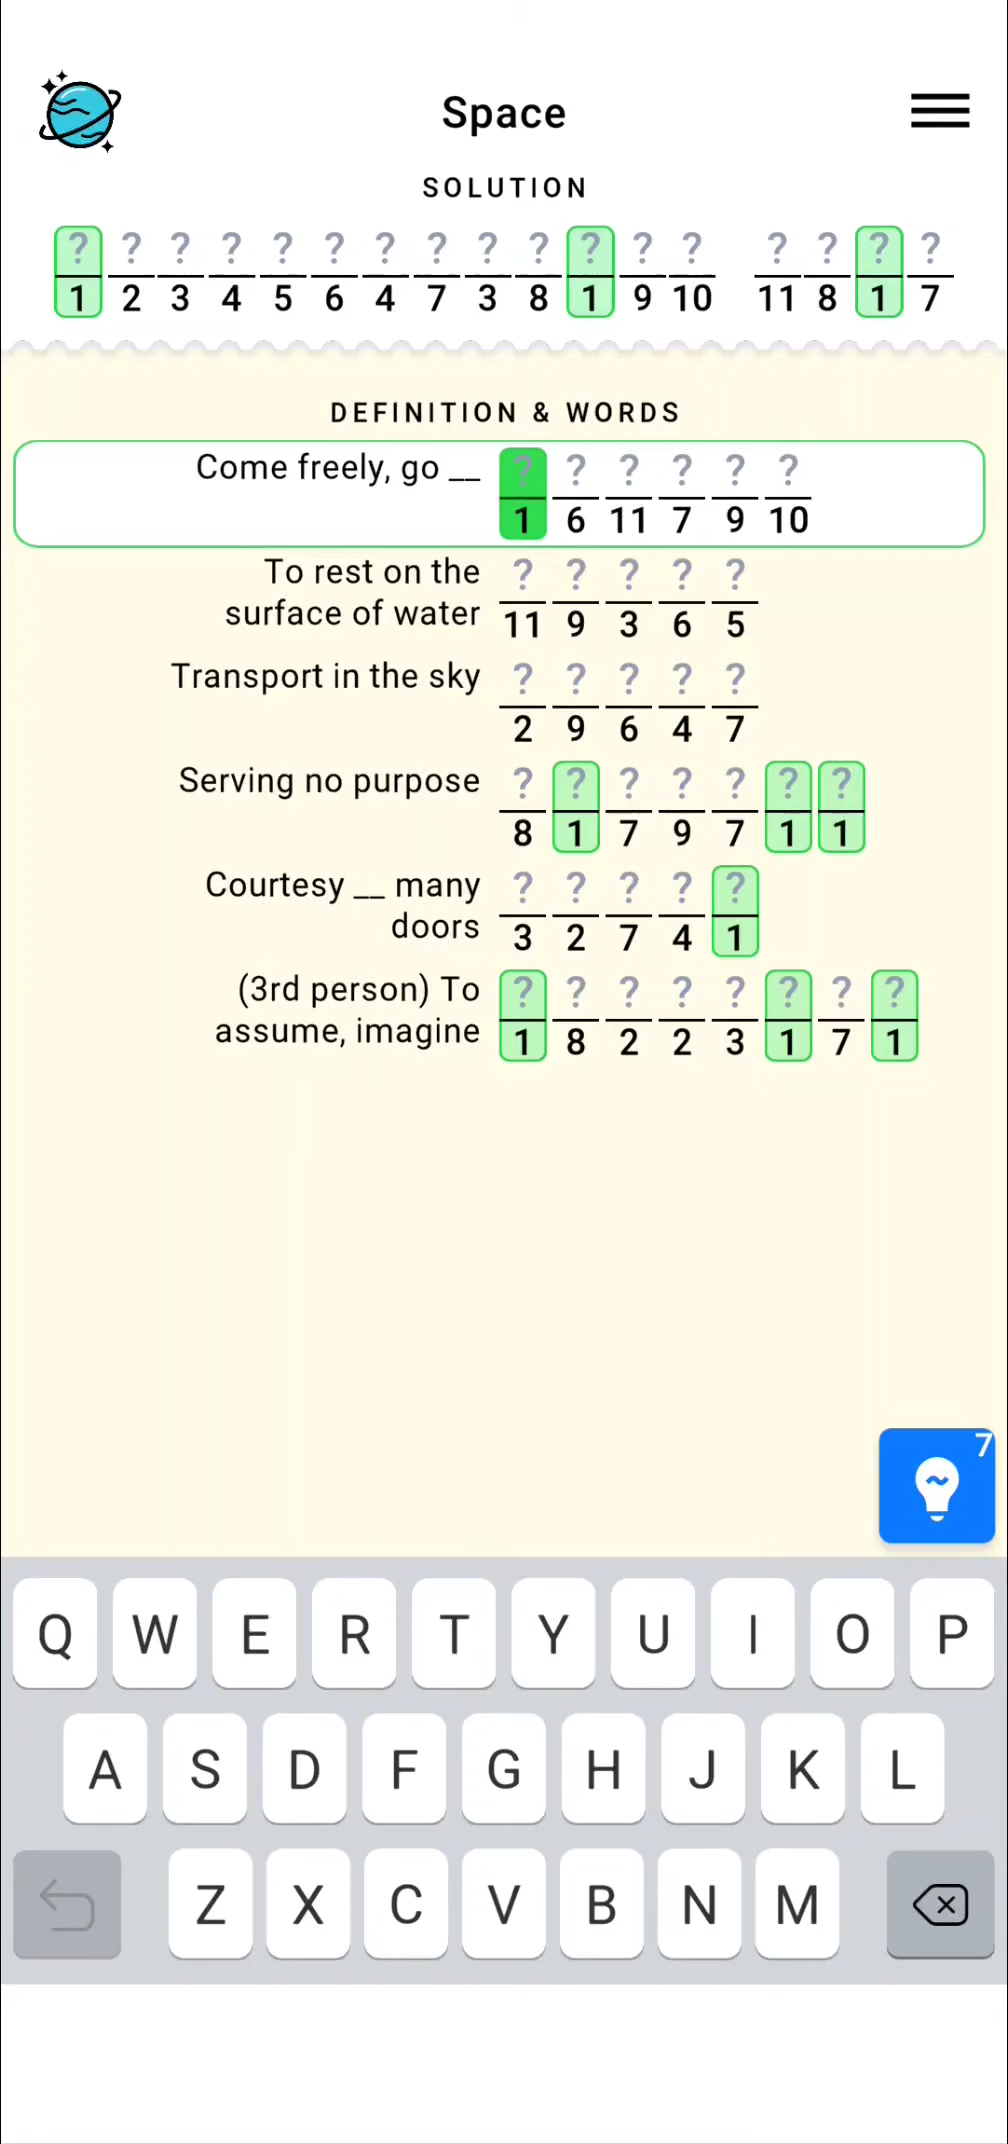 Space
SOLUTION
? ? ? ? ? ? ? ? ? ? ? ? ? ? ? ? ?
1 2 3 4 5 6 4 7 3 8 1 9 10 11 8 1 7
DEFINITION & WORDS
Come freely, go __ ? ? ? ? ? ?
1 6 11 7 9 10
To rest on the ? ? ? ? ?
surface of water 11 9 3 6 5
Transport in the sky ? ? ? ? ?
2 9 6 4 7
Serving no purpose ? ? ? ? ? ? ?
8 1 7 9 7 1 1
Courtesy __ many ? ? ? ? ?
doors 3 2 7 4 1
(3rd person) To ? ? ? ? ? ? ? ?
assume, imagine 1 8 2 2 3 1 7 1
7
Q W E R T Y U I O P
A S D F G H J K L
Z X C V B N M